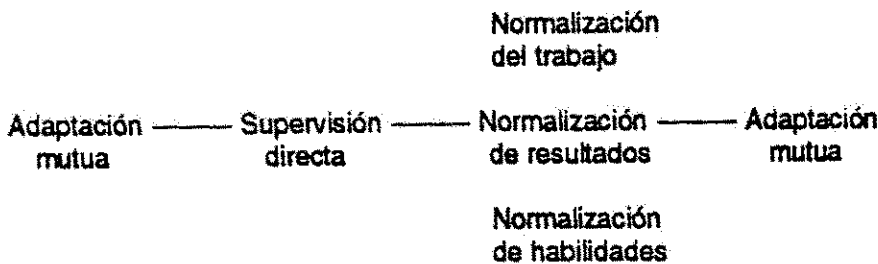 Normalización
del trabajo
Adaptación
mutua
Supervisión
directa
Normalización
de resultados
Adaptación
mutua
Normalización
de habilidades